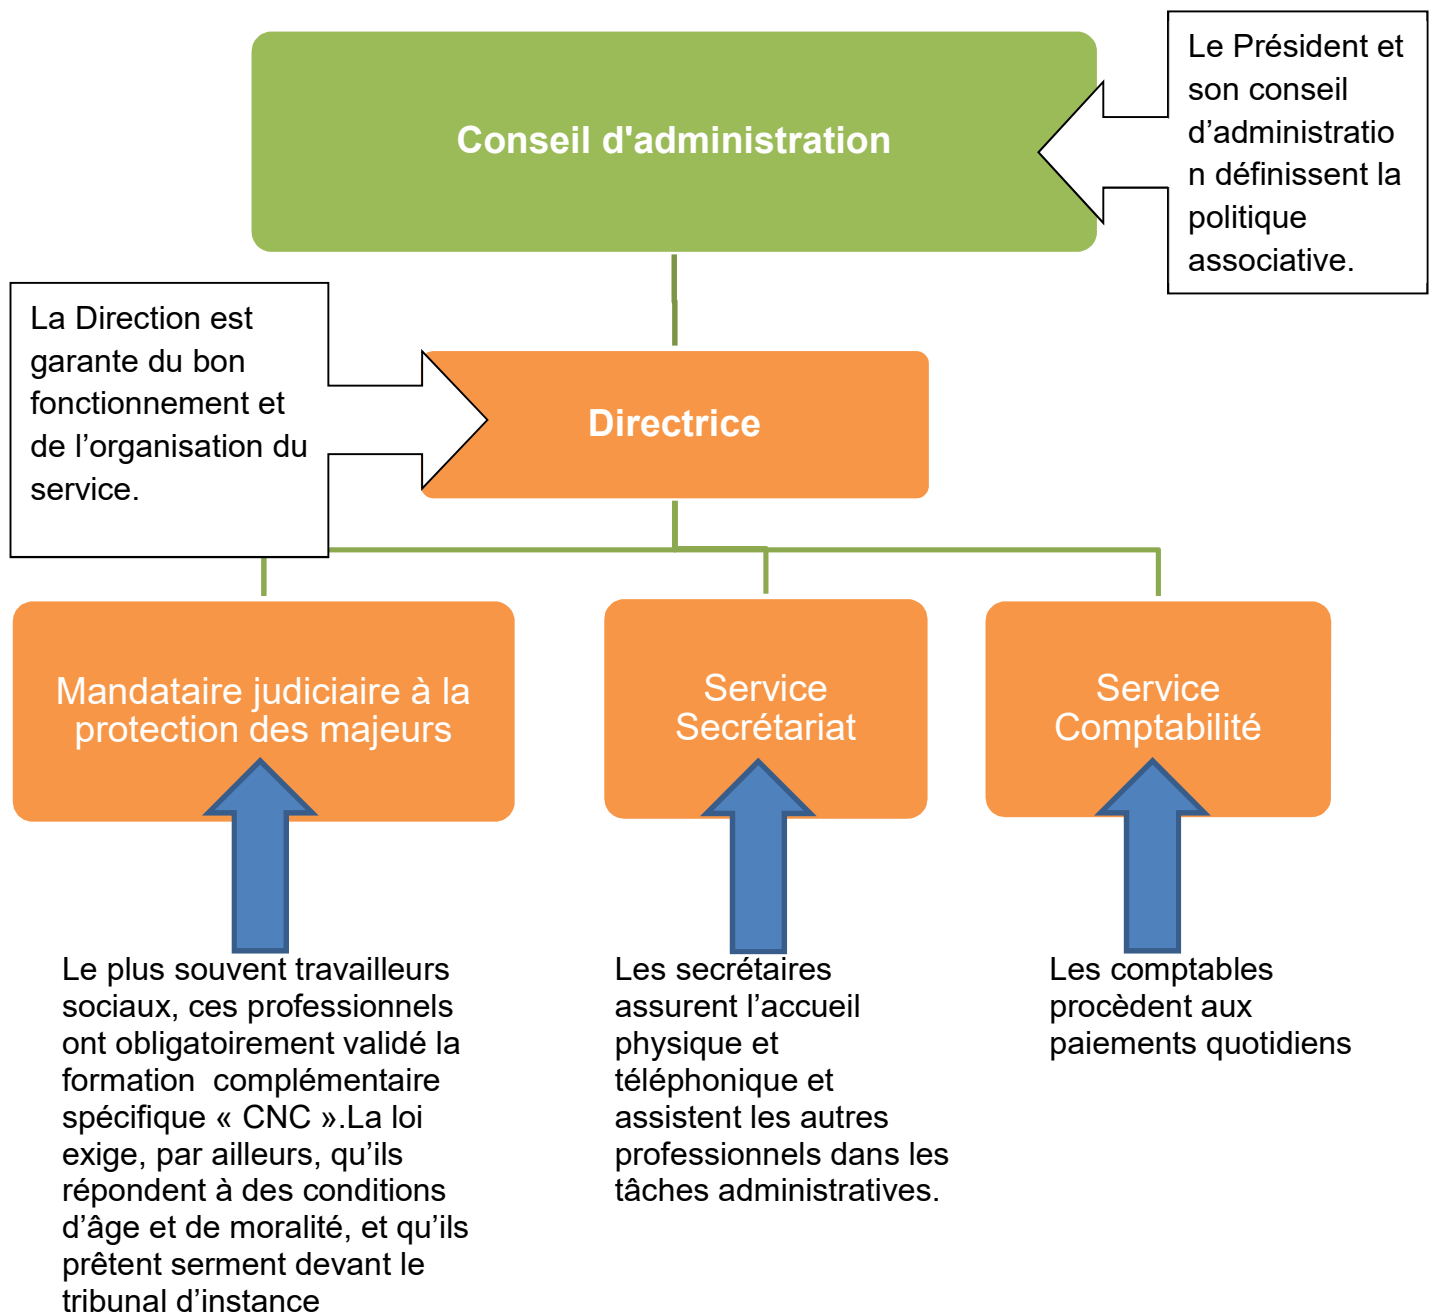 Conseil d'administration
Le Président et
son conseil
d’administratio
n définissent la
politique
associative.
La Direction est
garante du bon
fonctionnement et
de l’organisation du
service.
Directrice
Mandataire judiciaire à la
protection des majeurs
Service
Secrétariat
Service
Comptabilité
Le plus souvent travailleurs
sociaux, ces professionnels
ont obligatoirement validé la
formation  complémentaire
spécifique « CNC ».La loi
exige, par ailleurs, qu’ils
répondent à des conditions
d’âge et de moralité, et qu’ils
prêtent serment devant le
tribunal d’instance
Les secrétaires
assurent l’accueil
physique et
téléphonique et
assistent les autres
professionnels dans les
tâches administratives.
Les comptables
procèdent aux
paiements quotidiens